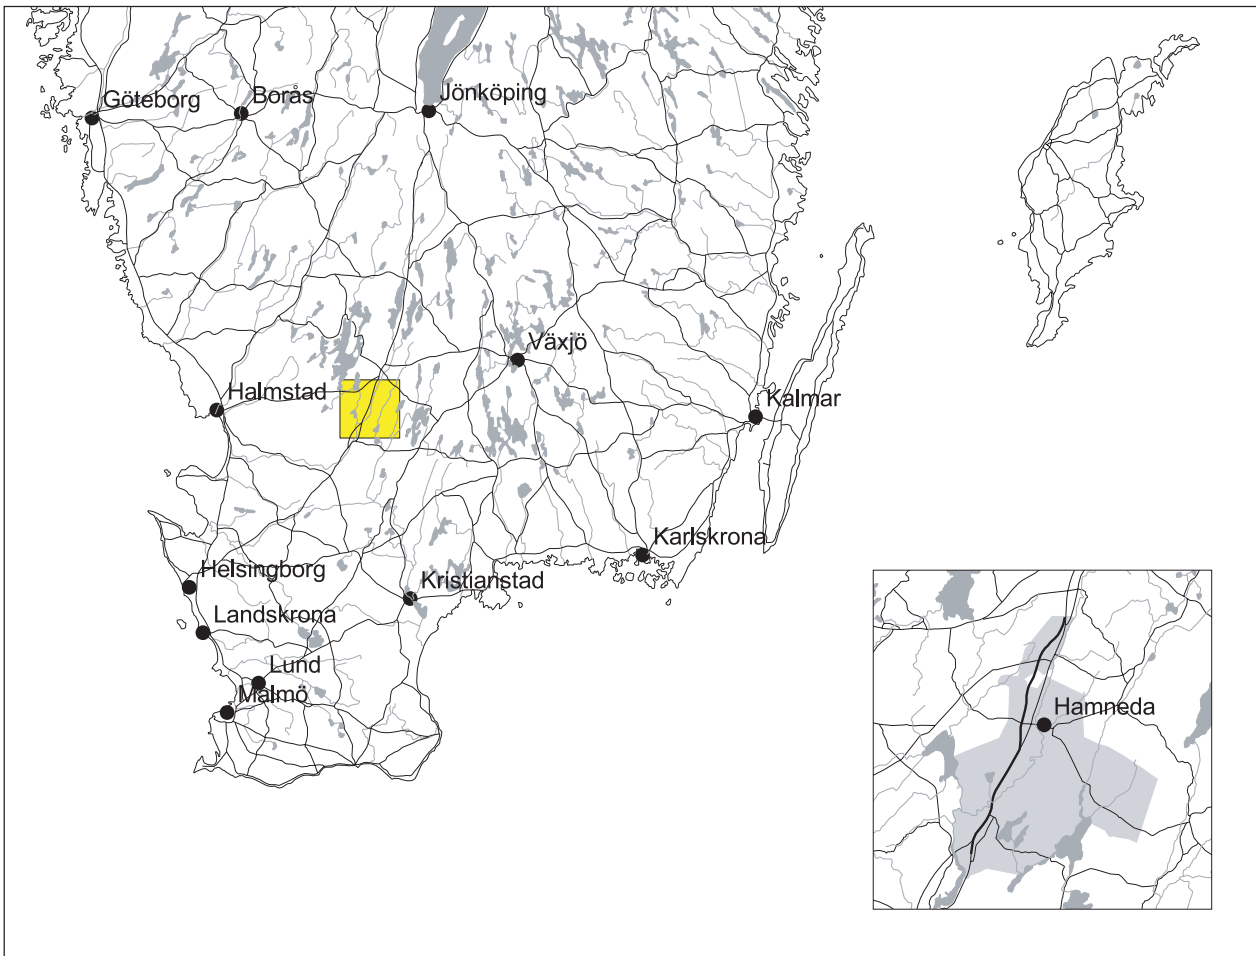 Göteborg
Borås
Jönköping
Växjö
Halmstad
Kalmar
Karlskrona
Helsingborg
Kristianstad
Landskrona
Lund
Malmö
Hamneda